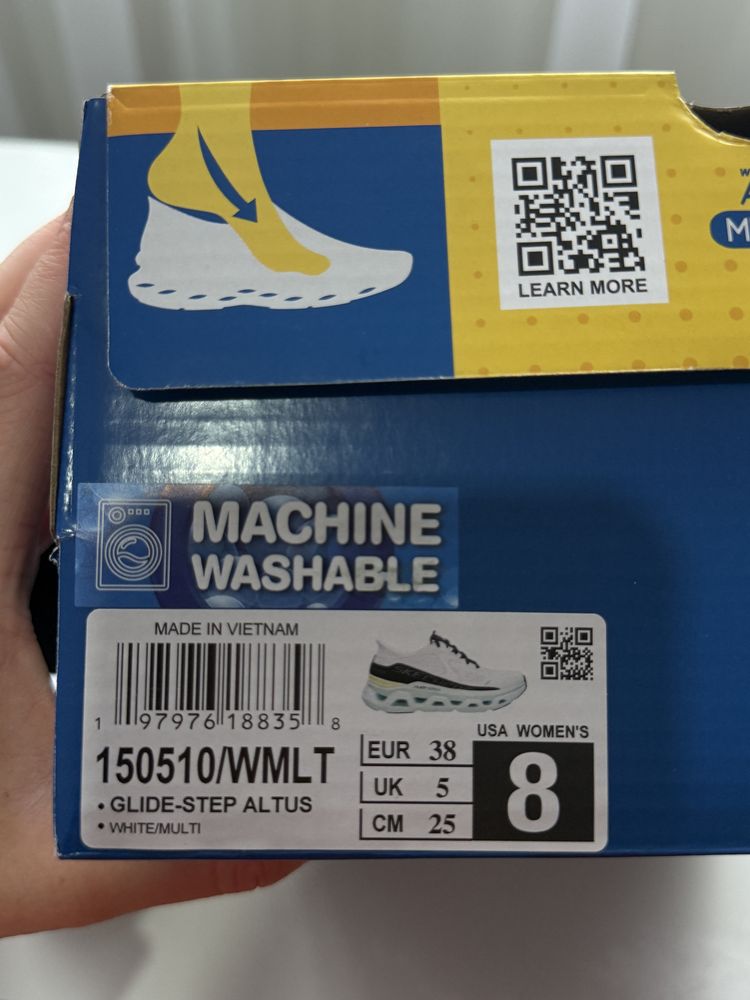 LEARN MORE
MACHINE
WASHABLE
MADE IN VIETNAM
1 97976 18835 8
150510/WMLT
• GLIDE-STEP ALTUS
• WHITE/MULTI
EUR 38
UK 5
CM 25
USA WOMEN'S
8